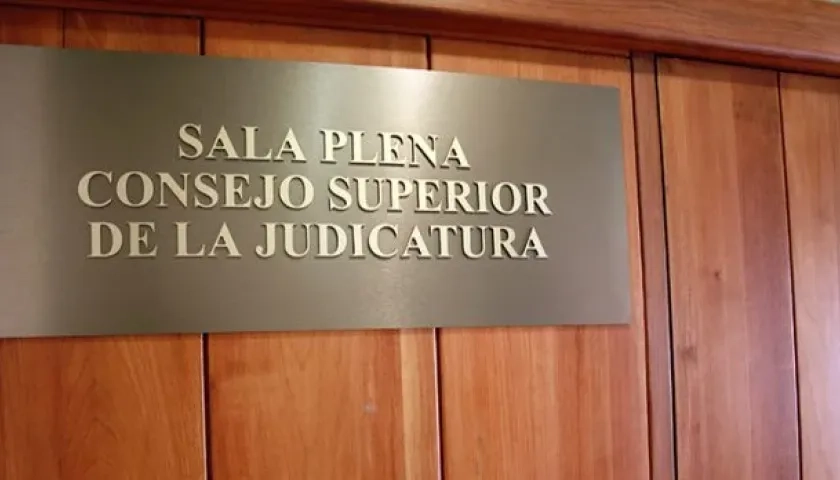 SALA PLENA
CONSEJO SUPERIOR
DE LA JUDICATURA